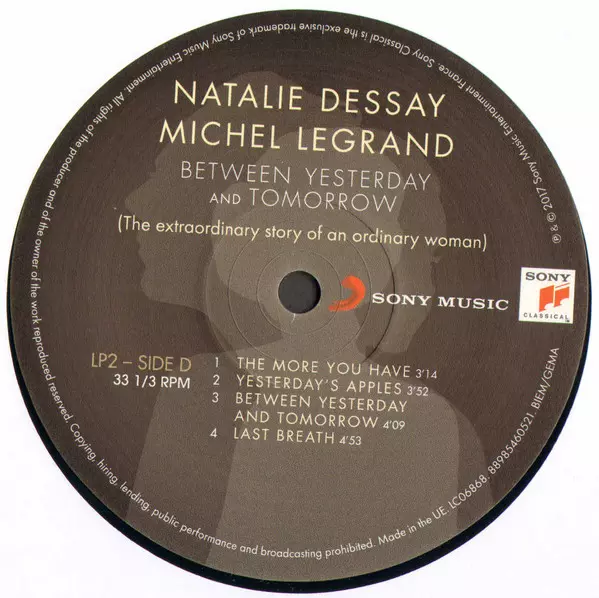 NATALIE DESSAY
MICHEL LEGRAND
BETWEEN YESTERDAY
AND TOMORROW
(The extraordinary story of an ordinary woman)
SONY MUSIC
SONY
CLASSICAL
LP2 – SIDE D
33 1/3 RPM
1 THE MORE YOU HAVE 3'14
2 YESTERDAY'S APPLES 3'52
3 BETWEEN YESTERDAY
AND TOMORROW 4'09
4 LAST BREATH 4'53
℗ & © 2017 Sony Music Entertainment France. Sony Classical is the exclusive trademark of Sony Music Entertainment. All rights of the producer and of the owner of the work reproduced reserved. Copying, hiring, lending, public performance and broadcasting prohibited. Made in the UE. LC06868. 88985460521. BIEM/GEMA